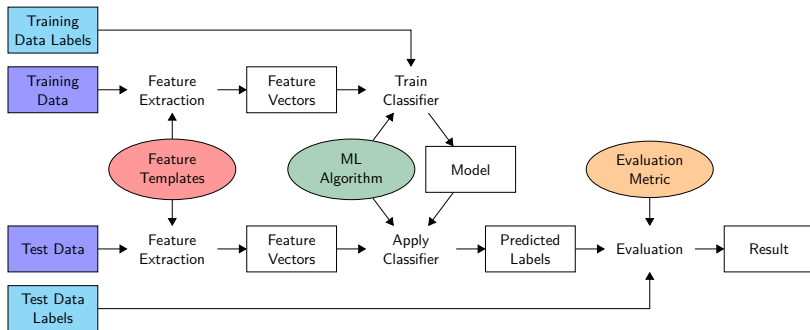 Training
Data Labels
Training
Data
Feature
Extraction
Feature
Vectors
Train
Classifier
Feature
Templates
ML
Algorithm
Model
Evaluation
Metric
Test Data
Feature
Extraction
Feature
Vectors
Apply
Classifier
Predicted
Labels
Evaluation
Result
Test Data
Labels